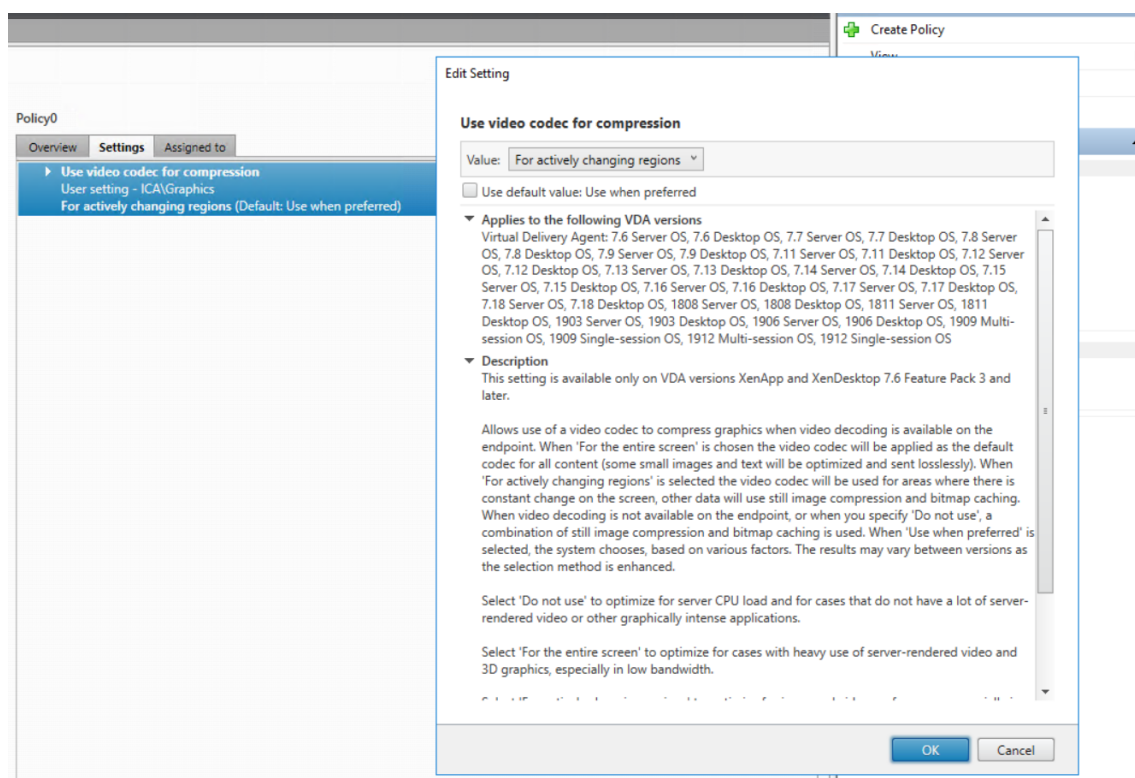 Create Policy
View
Edit Setting
Policy0
Overview Settings Assigned to
Use video codec for compression
User setting - ICA\Graphics
For actively changing regions (Default: Use when preferred)
Use video codec for compression
Value: For actively changing regions
Use default value: Use when preferred
Applies to the following VDA versions
Virtual Delivery Agent: 7.6 Server OS, 7.6 Desktop OS, 7.7 Server OS, 7.7 Desktop OS, 7.8 Server
OS, 7.8 Desktop OS, 7.9 Server OS, 7.9 Desktop OS, 7.11 Server OS, 7.11 Desktop OS, 7.12 Server
OS, 7.12 Desktop OS, 7.13 Server OS, 7.13 Desktop OS, 7.14 Server OS, 7.14 Desktop OS, 7.15
Server OS, 7.15 Desktop OS, 7.16 Server OS, 7.16 Desktop OS, 7.17 Server OS, 7.17 Desktop OS,
7.18 Server OS, 7.18 Desktop OS, 1808 Server OS, 1808 Desktop OS, 1811 Server OS, 1811
Desktop OS, 1903 Server OS, 1903 Desktop OS, 1906 Server OS, 1906 Desktop OS, 1909 Multi-
session OS, 1909 Single-session OS, 1912 Multi-session OS, 1912 Single-session OS
Description
This setting is available only on VDA versions XenApp and XenDesktop 7.6 Feature Pack 3 and
later.
Allows use of a video codec to compress graphics when video decoding is available on the
endpoint. When 'For the entire screen' is chosen the video codec will be applied as the default
codec for all content (some small images and text will be optimized and sent losslessly). When
'For actively changing regions' is selected the video codec will be used for areas where there is
constant change on the screen, other data will use still image compression and bitmap caching.
When video decoding is not available on the endpoint, or when you specify 'Do not use', a
combination of still image compression and bitmap caching is used. When 'Use when preferred' is
selected, the system chooses, based on various factors. The results may vary between versions as
the selection method is enhanced.
Select 'Do not use' to optimize for server CPU load and for cases that do not have a lot of server-
rendered video or other graphically intense applications.
Select 'For the entire screen' to optimize for cases with heavy use of server-rendered video and
3D graphics, especially in low bandwidth.
OK Cancel